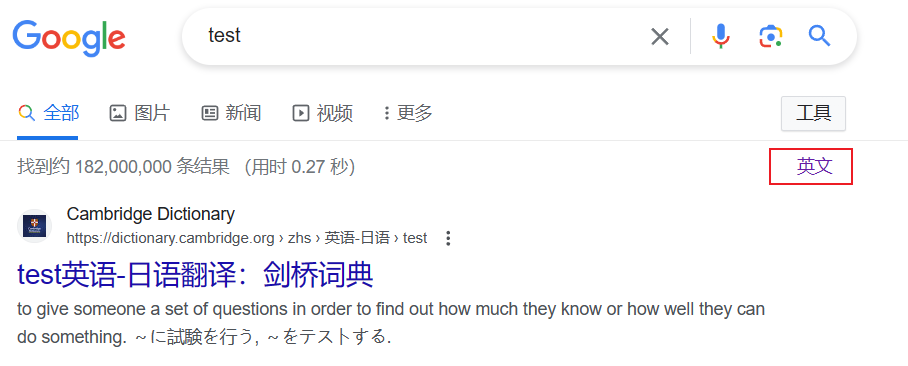 Google
test
全部 图片 新闻 视频 更多 工具
找到约 182,000,000 条结果 （用时 0.27 秒） 英文
Cambridge Dictionary
https://dictionary.cambridge.org › zhs › 英语-日语 › test
test英语-日语翻译：剑桥词典
to give someone a set of questions in order to find out how much they know or how well they can
do something. ～に試験を行う, ～をテストする.